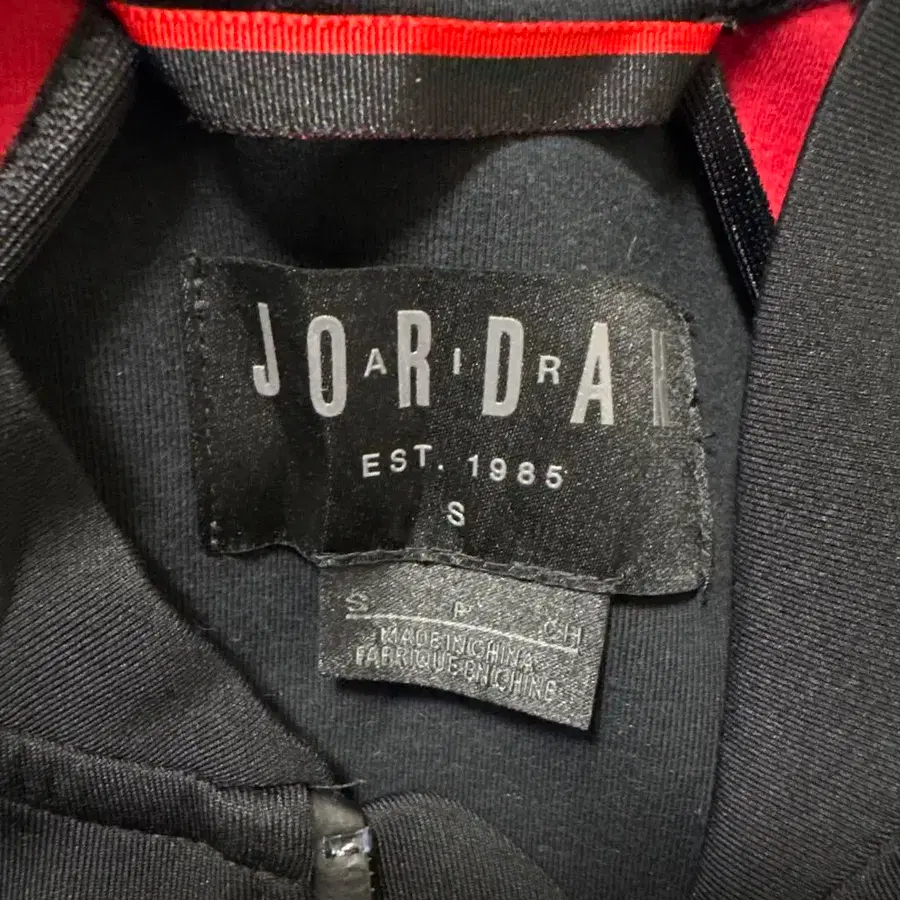 JORDAN
AIR
EST. 1985
S
S P CH
MADE IN CHINA
FABRIQUE EN CHINE